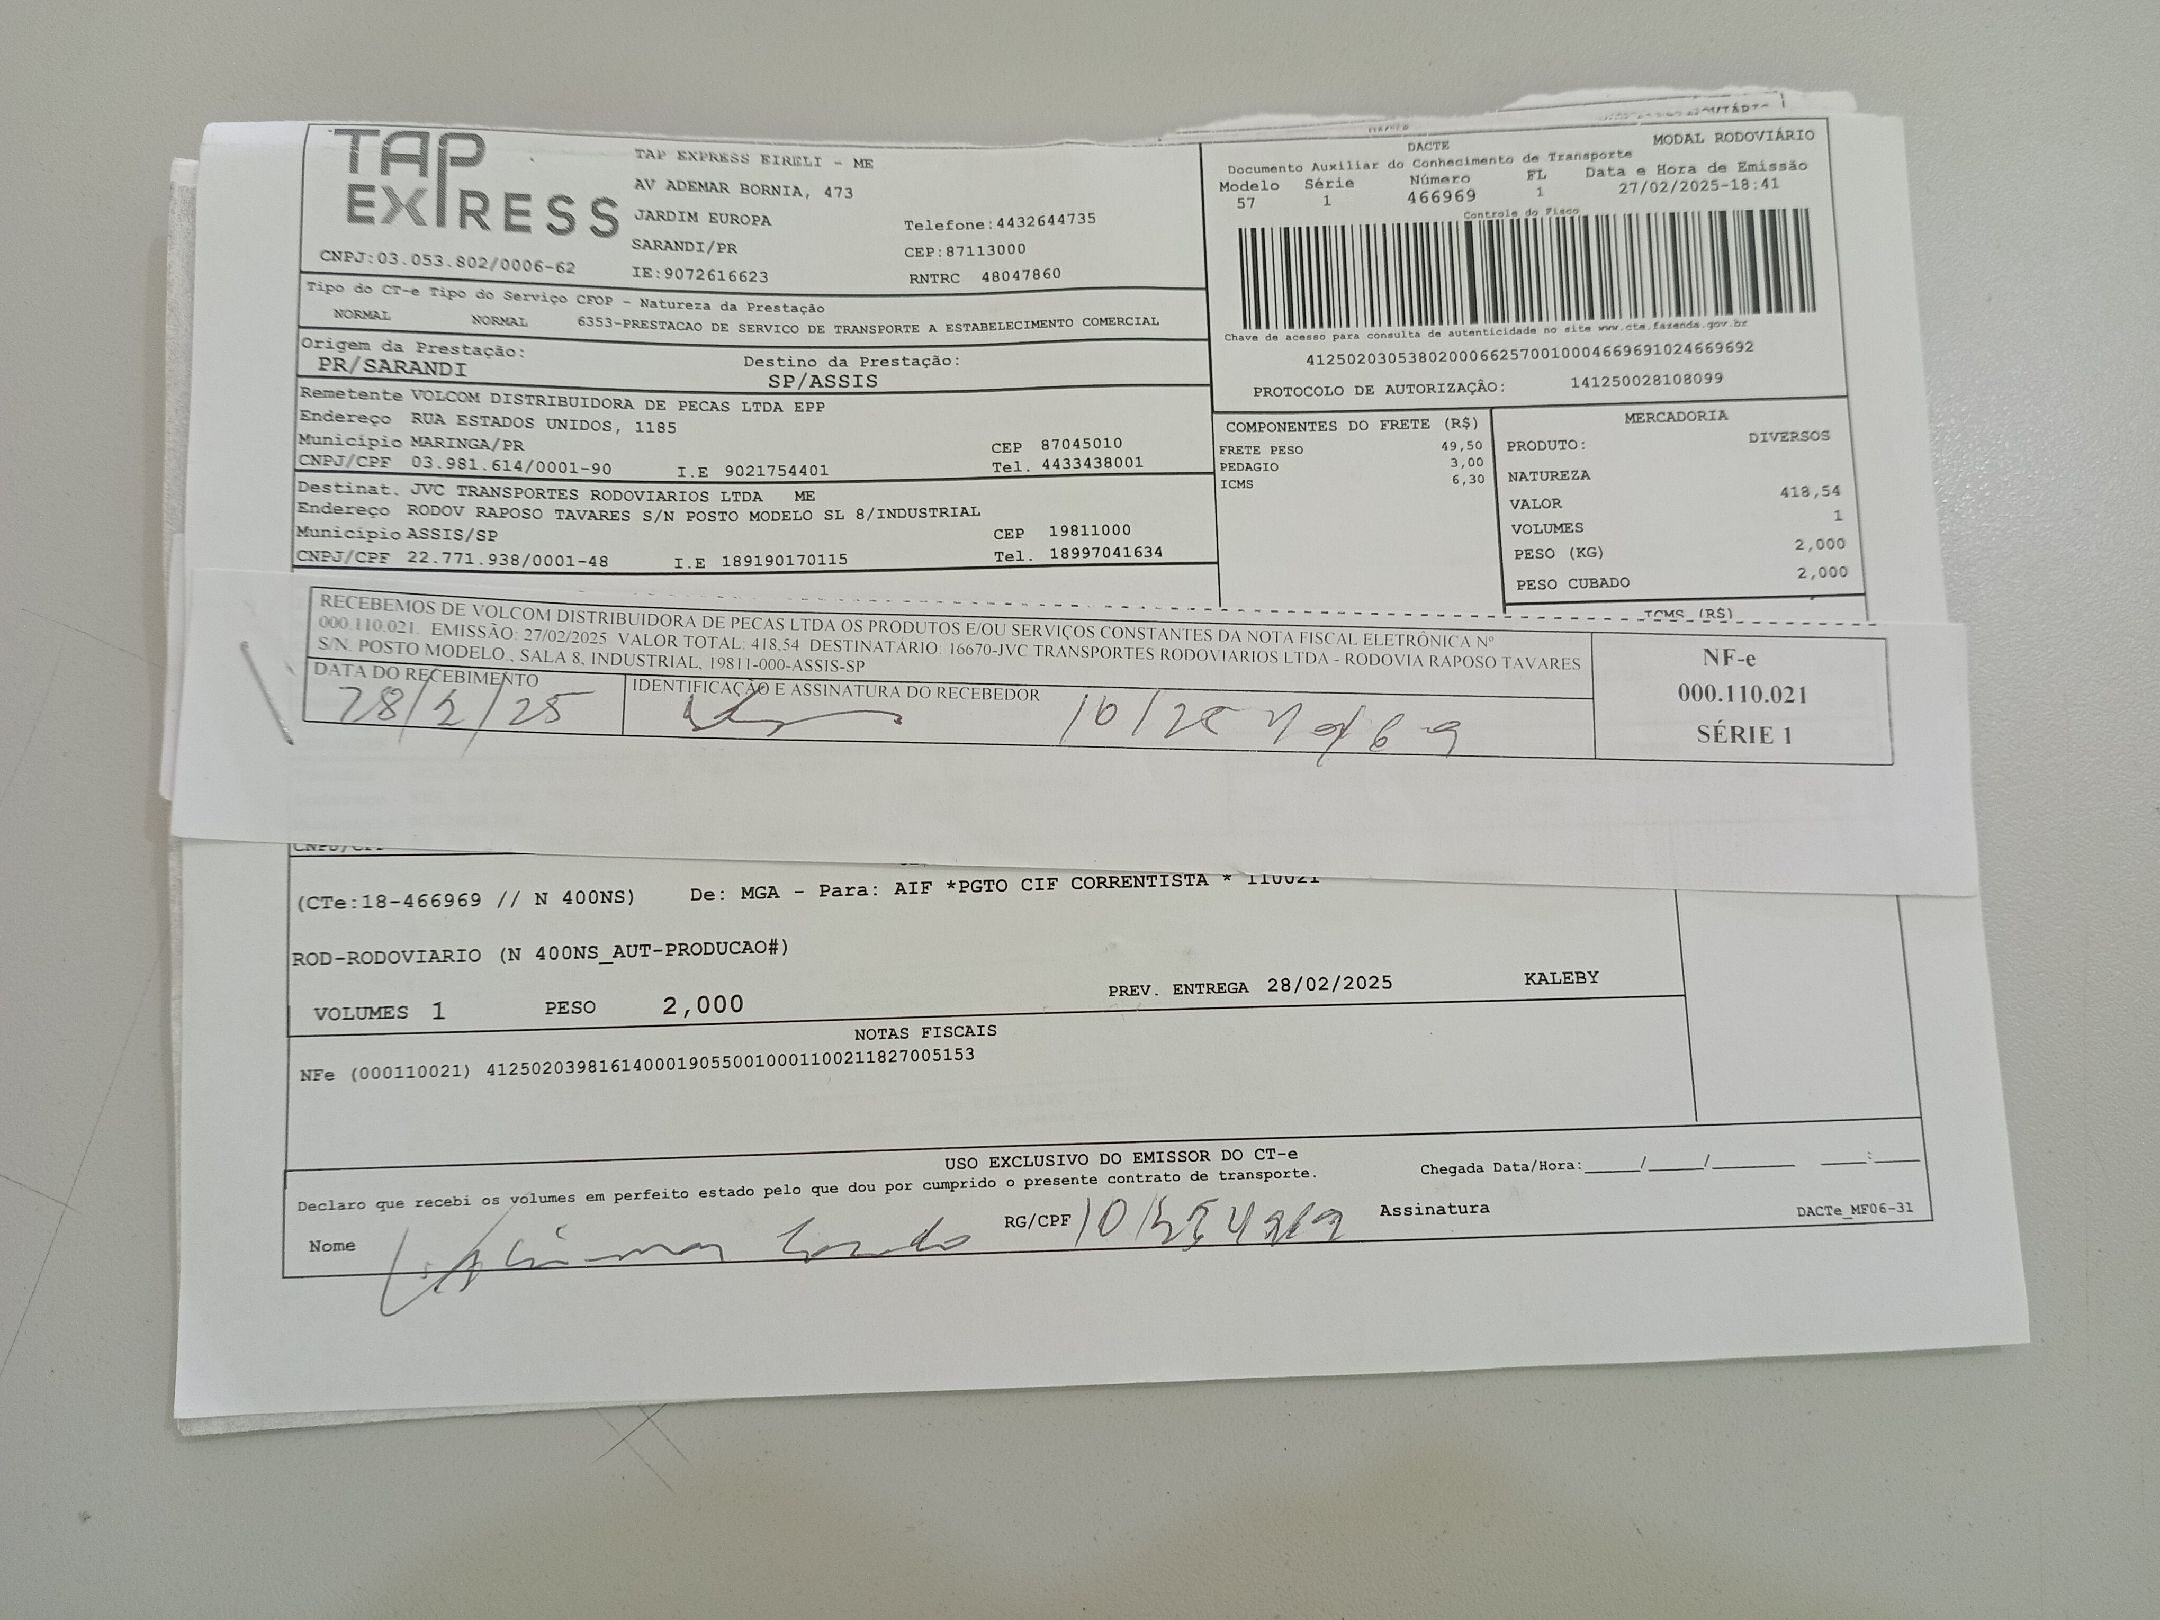 TAP EXPRESS
TAP EXPRESS EIRELI - ME
AV ADEMAR BORNIA, 473
JARDIM EUROPA
Telefone:4432644735
SARANDI/PR
CEP:87113000
CNPJ:03.053.802/0006-62
IE:9072616623
RNTRC 48047860
DACTE
MODAL RODOVIÁRIO
Documento Auxiliar do Conhecimento de Transporte
Modelo Série Número FL Data e Hora de Emissão
57 1 466969 1 27/02/2025-18:41
Controle do Fisco
Chave de acesso para consulta de autenticidade no site www.cte.fazenda.gov.br
41250203053802000662570010004669691024669692
PROTOCOLO DE AUTORIZAÇÃO: 141250028108099
Tipo do CT-e Tipo do Serviço CFOP - Natureza da Prestação
NORMAL NORMAL 6353-PRESTACAO DE SERVICO DE TRANSPORTE A ESTABELECIMENTO COMERCIAL
Origem da Prestação: Destino da Prestação:
PR/SARANDI SP/ASSIS
Remetente VOLCOM DISTRIBUIDORA DE PECAS LTDA EPP
Endereço RUA ESTADOS UNIDOS, 1185
Município MARINGA/PR CEP 87045010
CNPJ/CPF 03.981.614/0001-90 I.E 9021754401 Tel. 4433438001
Destinat. JVC TRANSPORTES RODOVIARIOS LTDA ME
Endereço RODOV RAPOSO TAVARES S/N POSTO MODELO SL 8/INDUSTRIAL
Município ASSIS/SP CEP 19811000
CNPJ/CPF 22.771.938/0001-48 I.E 189190170115 Tel. 18997041634
COMPONENTES DO FRETE (R$)
FRETE PESO 49,50
PEDAGIO 3,00
ICMS 6,30
MERCADORIA
PRODUTO: DIVERSOS
NATUREZA
VALOR 418,54
VOLUMES 1
PESO (KG) 2,000
PESO CUBADO 2,000
ICMS (R$)
RECEBEMOS DE VOLCOM DISTRIBUIDORA DE PECAS LTDA OS PRODUTOS E/OU SERVIÇOS CONSTANTES DA NOTA FISCAL ELETRÔNICA Nº
000.110.021. EMISSÃO: 27/02/2025 VALOR TOTAL: 418,54 DESTINATÁRIO: 16670-JVC TRANSPORTES RODOVIARIOS LTDA - RODOVIA RAPOSO TAVARES
S/N. POSTO MODELO., SALA 8, INDUSTRIAL, 19811-000-ASSIS-SP
DATA DO RECEBIMENTO
IDENTIFICAÇÃO E ASSINATURA DO RECEBEDOR
28/2/25
NF-e
000.110.021
SÉRIE 1
CNPJ/CPF
(CTe:18-466969 // N 400NS) De: MGA - Para: AIF *PGTO CIF CORRENTISTA * 110021
ROD-RODOVIARIO (N 400NS_AUT-PRODUCAO#)
VOLUMES 1 PESO 2,000 PREV. ENTREGA 28/02/2025 KALEBY
NOTAS FISCAIS
NFe (000110021) 41250203981614000190550010001100211827005153
USO EXCLUSIVO DO EMISSOR DO CT-e
Declaro que recebi os volumes em perfeito estado pelo que dou por cumprido o presente contrato de transporte.
Chegada Data/Hora:_____/_____/_______ ____:____
Nome
RG/CPF
Assinatura
DACTe_MF06-31